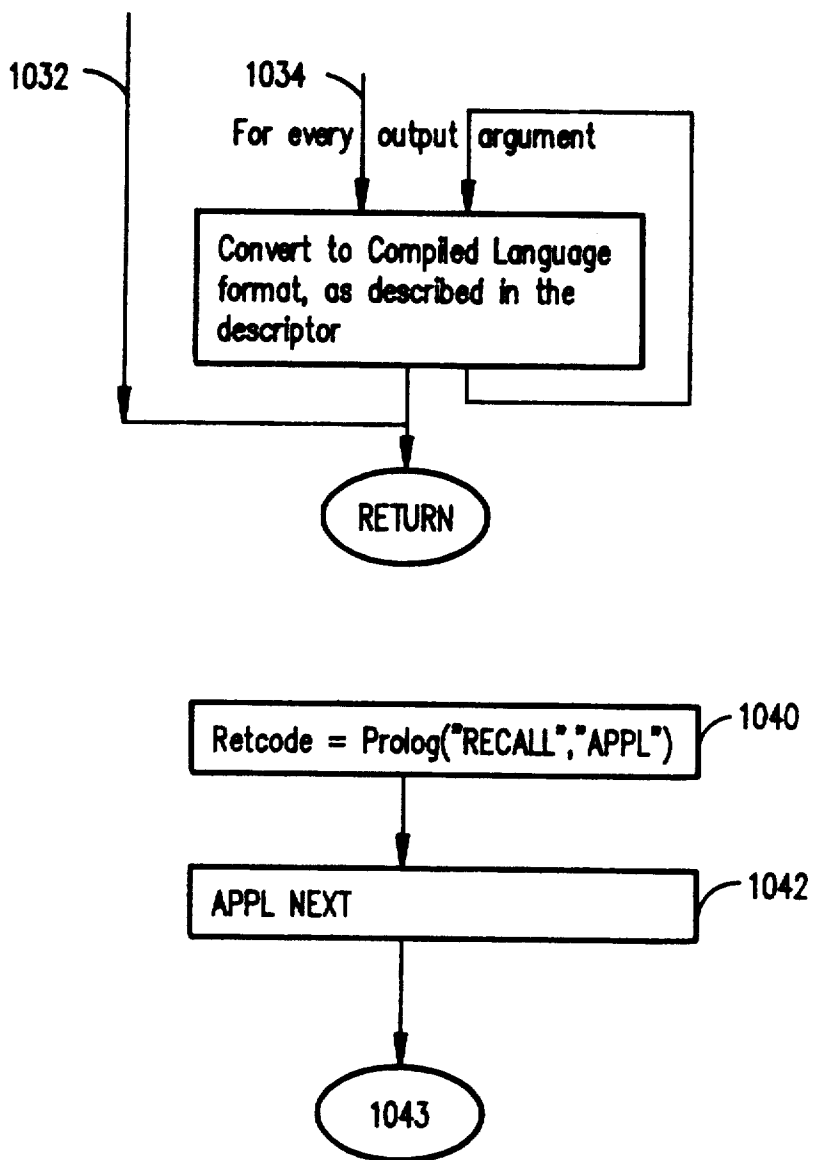 1032
1034
For every output argument
Convert to Compiled Language
format, as described in the
descriptor
RETURN
Retcode = Prolog("RECALL","APPL")
1040
APPL NEXT
1042
1043